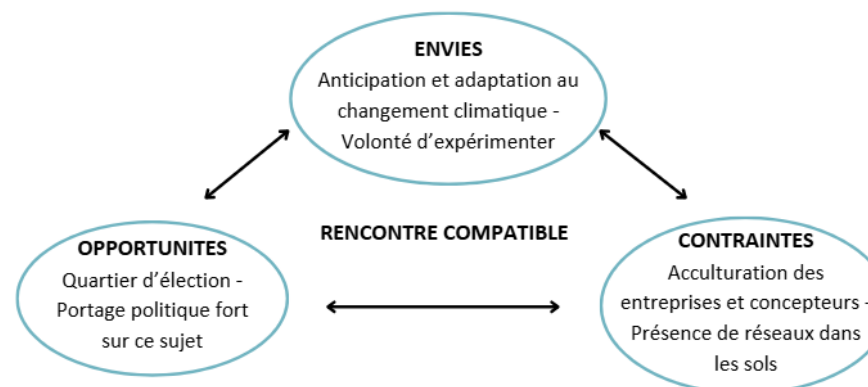 ENVIES
Anticipation et adaptation au
changement climatique -
Volonté d'expérimenter
RENCONTRE COMPATIBLE
OPPORTUNITES
Quartier d'élection -
Portage politique fort
sur ce sujet
CONTRAINTES
Acculturation des
entreprises et concepteurs -
Présence de réseaux dans
les sols